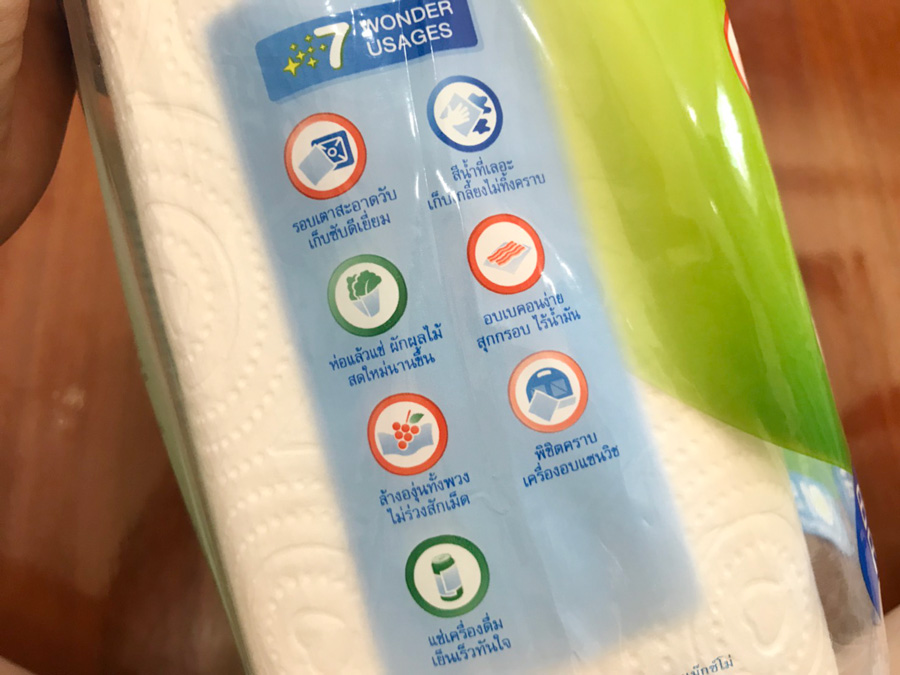 7 WONDER
USAGES
รอบเตาสะอาดวับ
เก็บซับดีเยี่ยม
สีน้ำที่เลอะ
เก็บเกลี้ยงไม่ทิ้งคราบ
ห่อแล้วแช่ ผักผลไม้
สดใหม่นานขึ้น
อบเบคอนง่าย
สุกกรอบ ไร้น้ำมัน
ล้างองุ่นทั้งพวง
ไม่ร่วงสักเม็ด
พิชิตคราบ
เครื่องอบแซนวิช
แช่เครื่องดื่ม
เย็นเร็วทันใจ